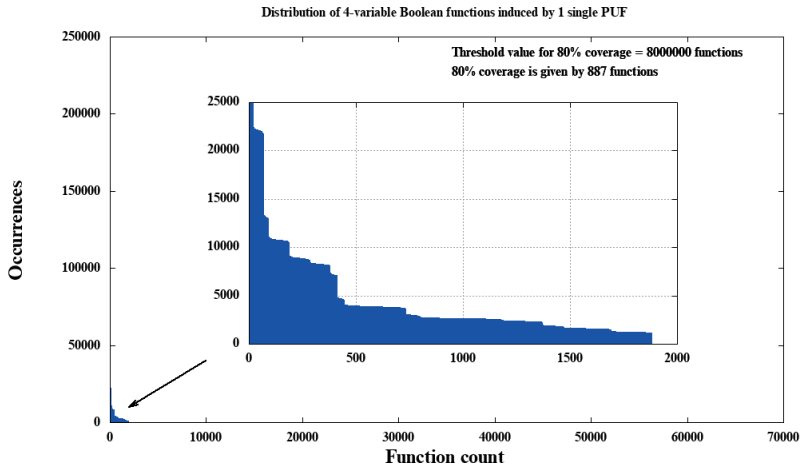 Distribution of 4-variable Boolean functions induced by 1 single PUF
Threshold value for 80% coverage = 8000000 functions
80% coverage is given by 887 functions
250000
200000
150000
100000
50000
0
Occurrences
25000
20000
15000
10000
5000
0
0 500 1000 1500 2000
0 10000 20000 30000 40000 50000 60000 70000
Function count